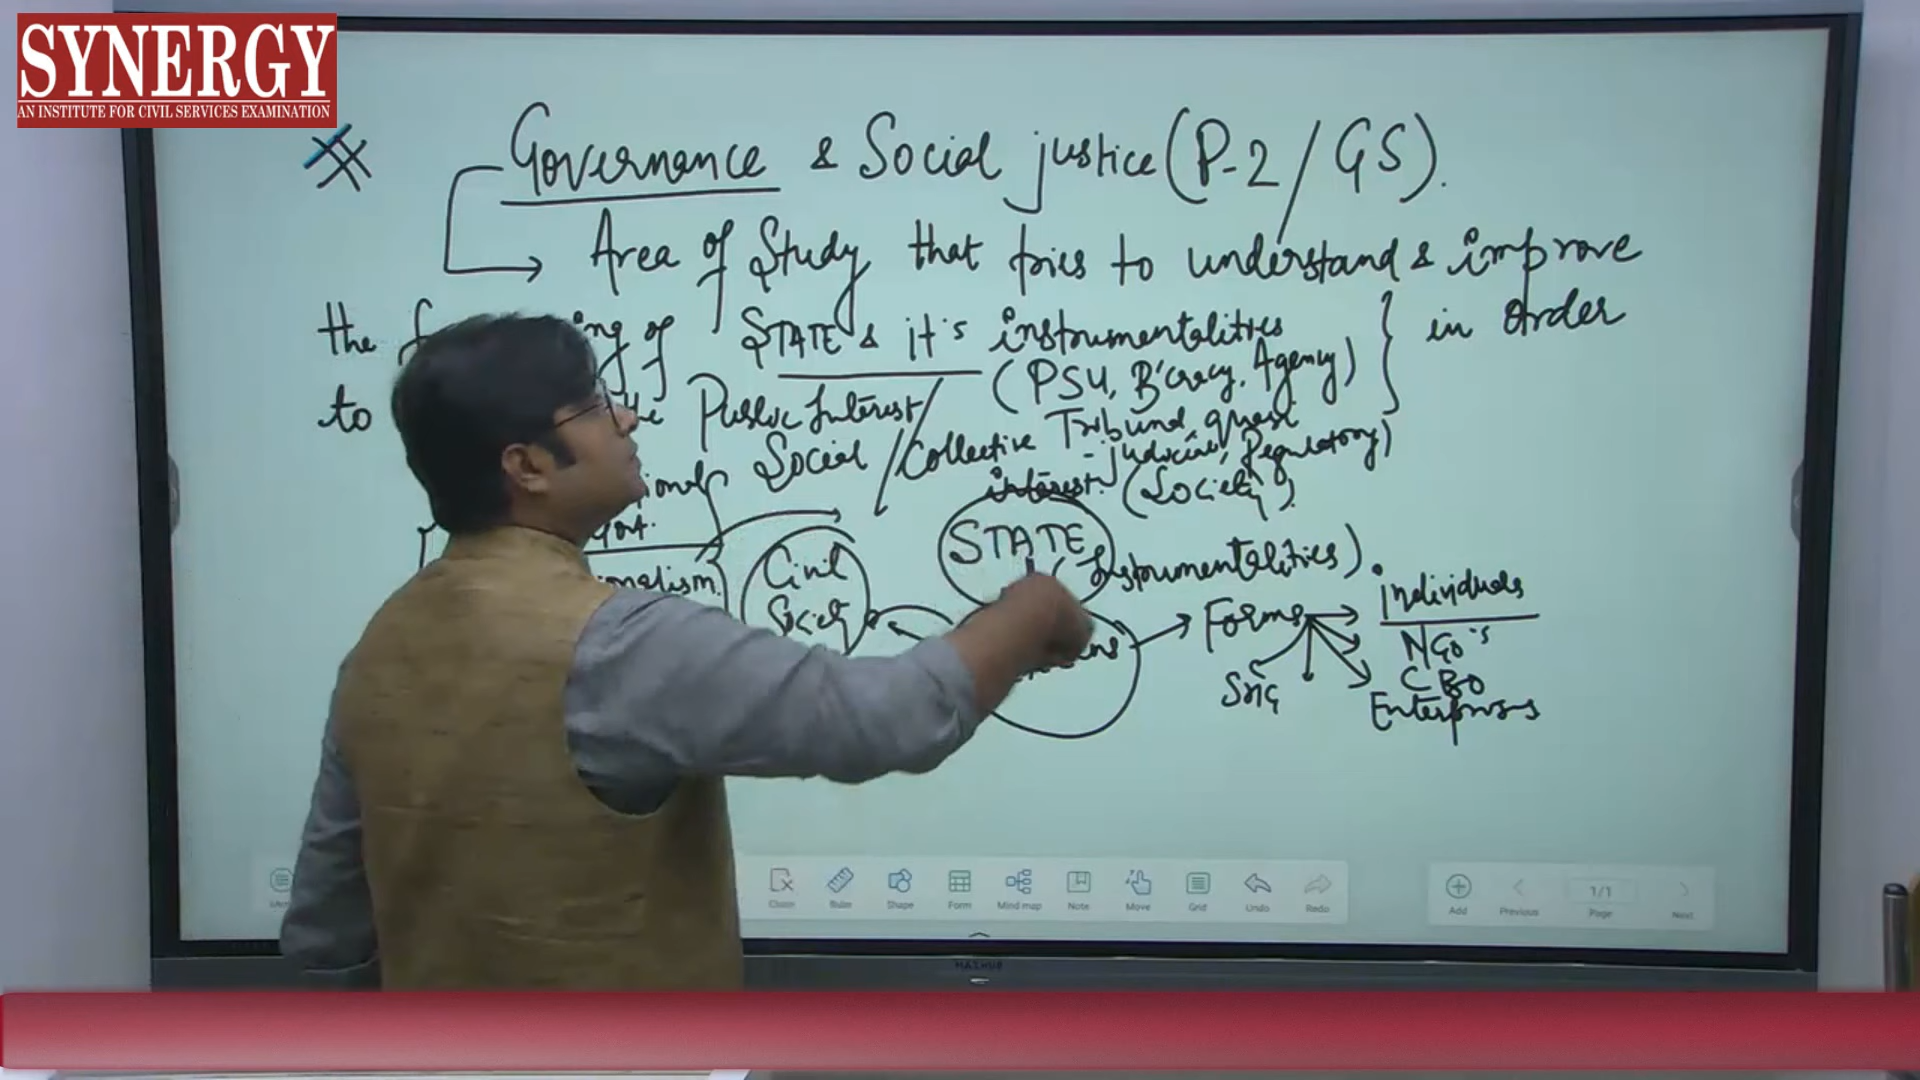 SYNERGY
AN INSTITUTE FOR CIVIL SERVICES EXAMINATION
Governance & Social justice (P-2/GS).
Area of Study that tries to understand & improve
the of STATE & it's instrumentalities } in order
(PSU, B'cracy, Agency)
to Public Interest/
Social / Collective interest.
Tribunal, quasi
judicial, Regulatory)
(Society).
STATE
(Instrumentalities)
Civil
Society
Forms
individuals
NGO's
CBO
Enterprises
SHG
Clean
Ruler
Shape
Form
Mind map
Note
Move
Grid
Undo
Redo
Add
Previous
1/1
Page
Next